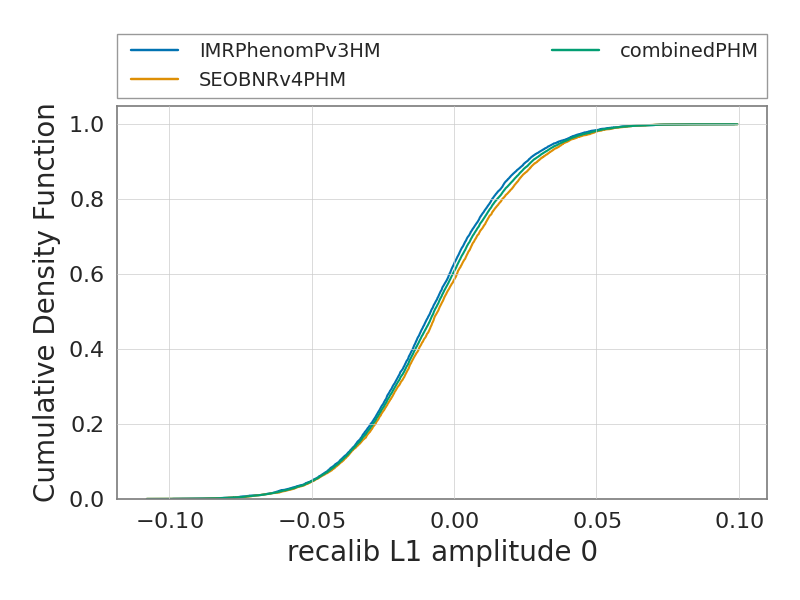 IMRPhenomPv3HM
SEOBNRv4PHM
combinedPHM
Cumulative Density Function
1.0
0.8
0.6
0.4
0.2
0.0
−0.10
−0.05
0.00
0.05
0.10
recalib L1 amplitude 0